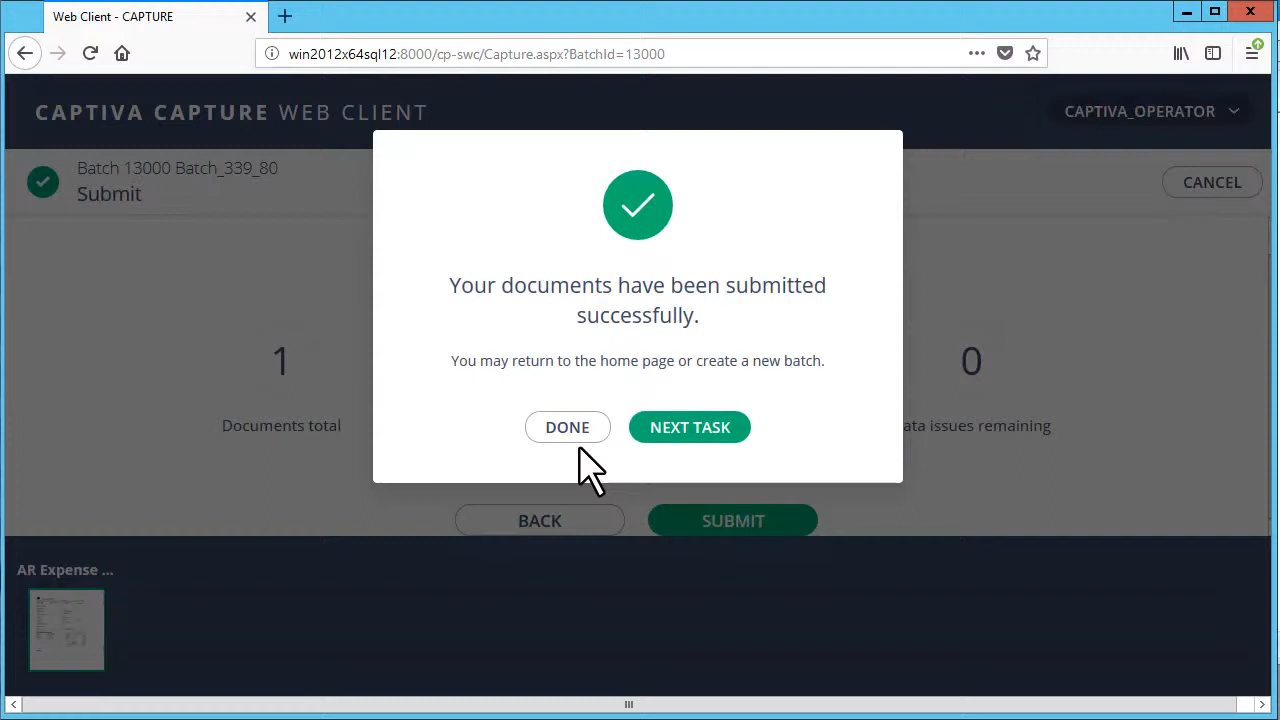 Web Client - CAPTURE
win2012x64sql12:8000/cp-swc/Capture.aspx?BatchId=13000
CAPTIVA CAPTURE WEB CLIENT
CAPTIVA_OPERATOR
Batch 13000 Batch_339_80
Submit
CANCEL
Your documents have been submitted
successfully.
You may return to the home page or create a new batch.
DONE
NEXT TASK
1
Documents total
0
ata issues remaining
BACK
SUBMIT
AR Expense ...